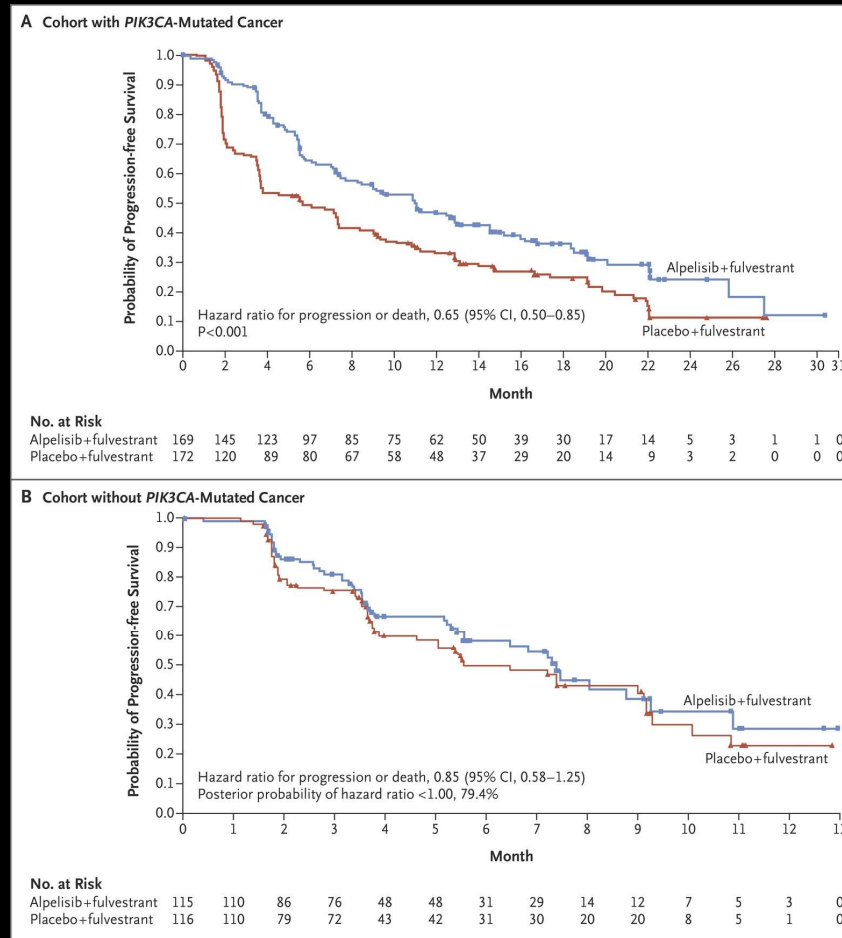 A Cohort with PIK3CA-Mutated Cancer
Probability of Progression-free Survival
1.0
0.9
0.8
0.7
0.6
0.5
0.4
0.3
0.2
0.1
0.0
Alpelisib+fulvestrant
Placebo+fulvestrant
Hazard ratio for progression or death, 0.65 (95% CI, 0.50–0.85)
P<0.001
0 2 4 6 8 10 12 14 16 18 20 22 24 26 28 30 31
Month
No. at Risk
Alpelisib+fulvestrant 169 145 123 97 85 75 62 50 39 30 17 14 5 3 1 1 0
Placebo+fulvestrant 172 120 89 80 67 58 48 37 29 20 14 9 3 2 0 0 0
B Cohort without PIK3CA-Mutated Cancer
Probability of Progression-free Survival
1.0
0.9
0.8
0.7
0.6
0.5
0.4
0.3
0.2
0.1
0.0
Alpelisib+fulvestrant
Placebo+fulvestrant
Hazard ratio for progression or death, 0.85 (95% CI, 0.58–1.25)
Posterior probability of hazard ratio <1.00, 79.4%
0 1 2 3 4 5 6 7 8 9 10 11 12 13
Month
No. at Risk
Alpelisib+fulvestrant 115 110 86 76 48 48 31 29 14 12 7 5 3 0
Placebo+fulvestrant 116 110 79 72 43 42 31 30 20 20 8 5 1 0